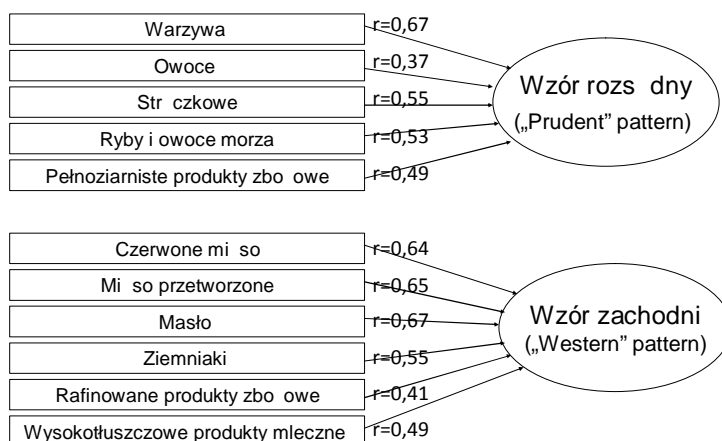 Warzywa r=0,67
Owoce r=0,37
Str czkowe r=0,55
Ryby i owoce morza r=0,53
Pełnoziarniste produkty zbo owe r=0,49
Wzór rozs dny
(„Prudent” pattern)
Czerwone mi so r=0,64
Mi so przetworzone r=0,65
Masło r=0,67
Ziemniaki r=0,55
Rafinowane produkty zbo owe r=0,41
Wysokotłuszczowe produkty mleczne r=0,49
Wzór zachodni
(„Western” pattern)